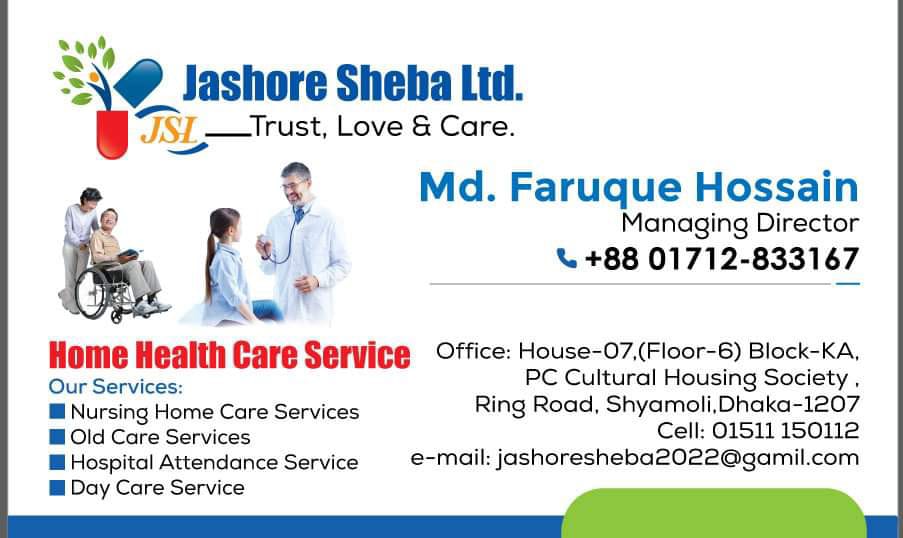 Jashore Sheba Ltd.
JSL
Trust, Love & Care.
Md. Faruque Hossain
Managing Director
+88 01712-833167
Home Health Care Service
Our Services:
Nursing Home Care Services
Old Care Services
Hospital Attendance Service
Day Care Service
Office: House-07,(Floor-6) Block-KA,
PC Cultural Housing Society ,
Ring Road, Shyamoli,Dhaka-1207
Cell: 01511 150112
e-mail: jashoresheba2022@gamil.com